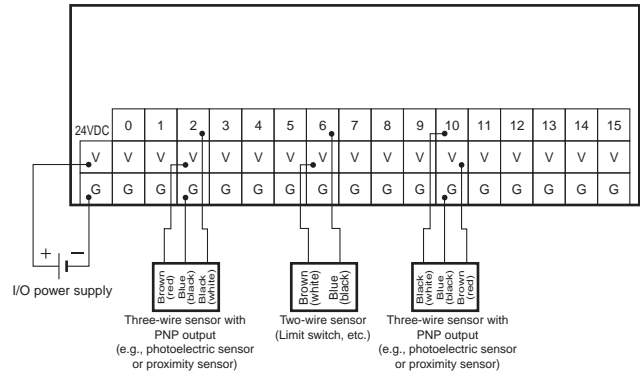 24VDC 0 1 2 3 4 5 6 7 8 9 10 11 12 13 14 15
V V V V V V V V V V V V V V V V V
G G G G G G G G G G G G G G G G G
+ −
I/O power supply
Brown (red)
Blue (black)
Black (white)
Three-wire sensor with
PNP output
(e.g., photoelectric sensor
or proximity sensor)
Brown (white)
Blue (black)
Two-wire sensor
(Limit switch, etc.)
Black (white)
Blue (black)
Brown (red)
Three-wire sensor with
PNP output
(e.g., photoelectric sensor
or proximity sensor)